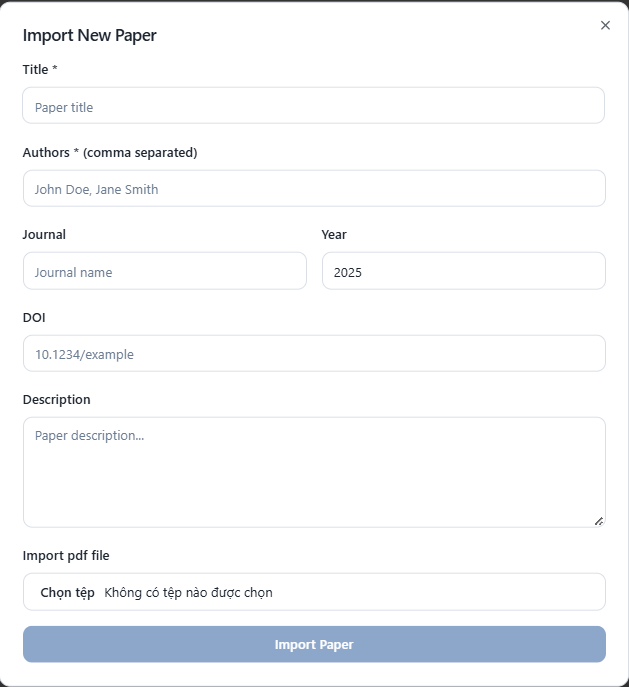 Import New Paper
Title *
Paper title
Authors * (comma separated)
John Doe, Jane Smith
Journal Year
Journal name 2025
DOI
10.1234/example
Description
Paper description...
Import pdf file
Chọn tệp Không có tệp nào được chọn
Import Paper